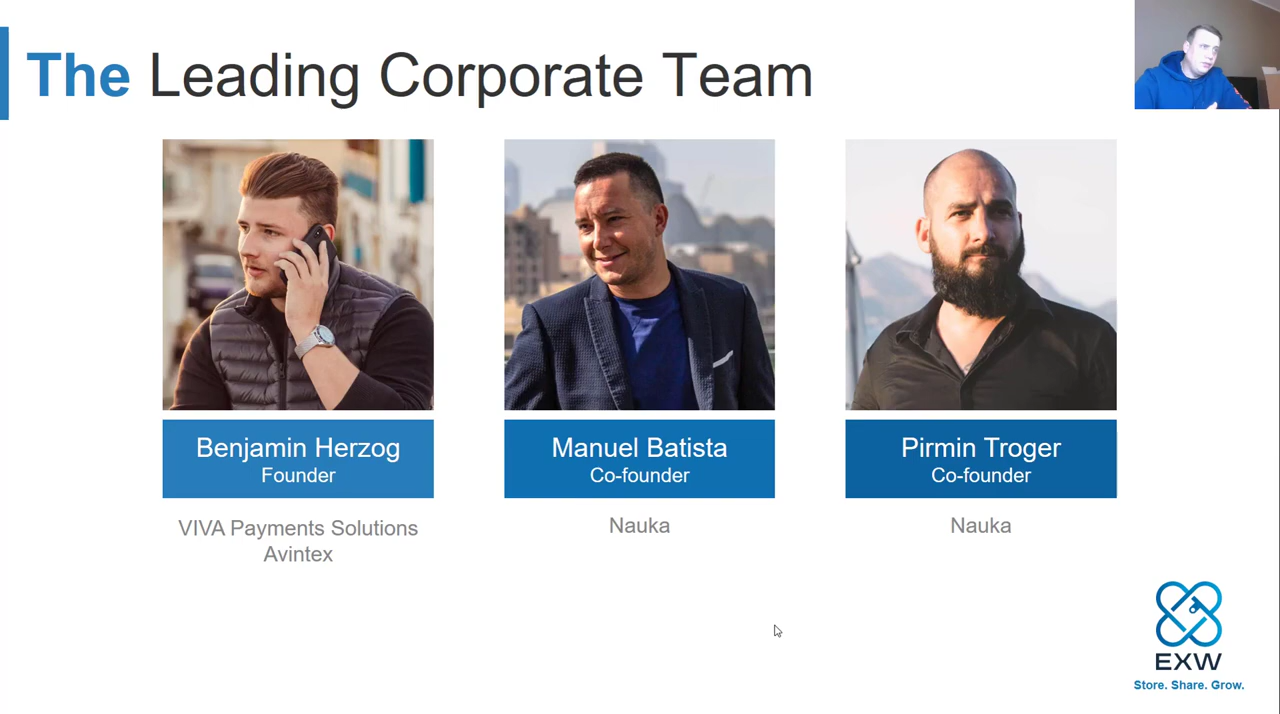 The Leading Corporate Team
Benjamin Herzog
Founder
VIVA Payments Solutions
Avintex
Manuel Batista
Co-founder
Nauka
Pirmin Troger
Co-founder
Nauka
EXW
Store. Share. Grow.